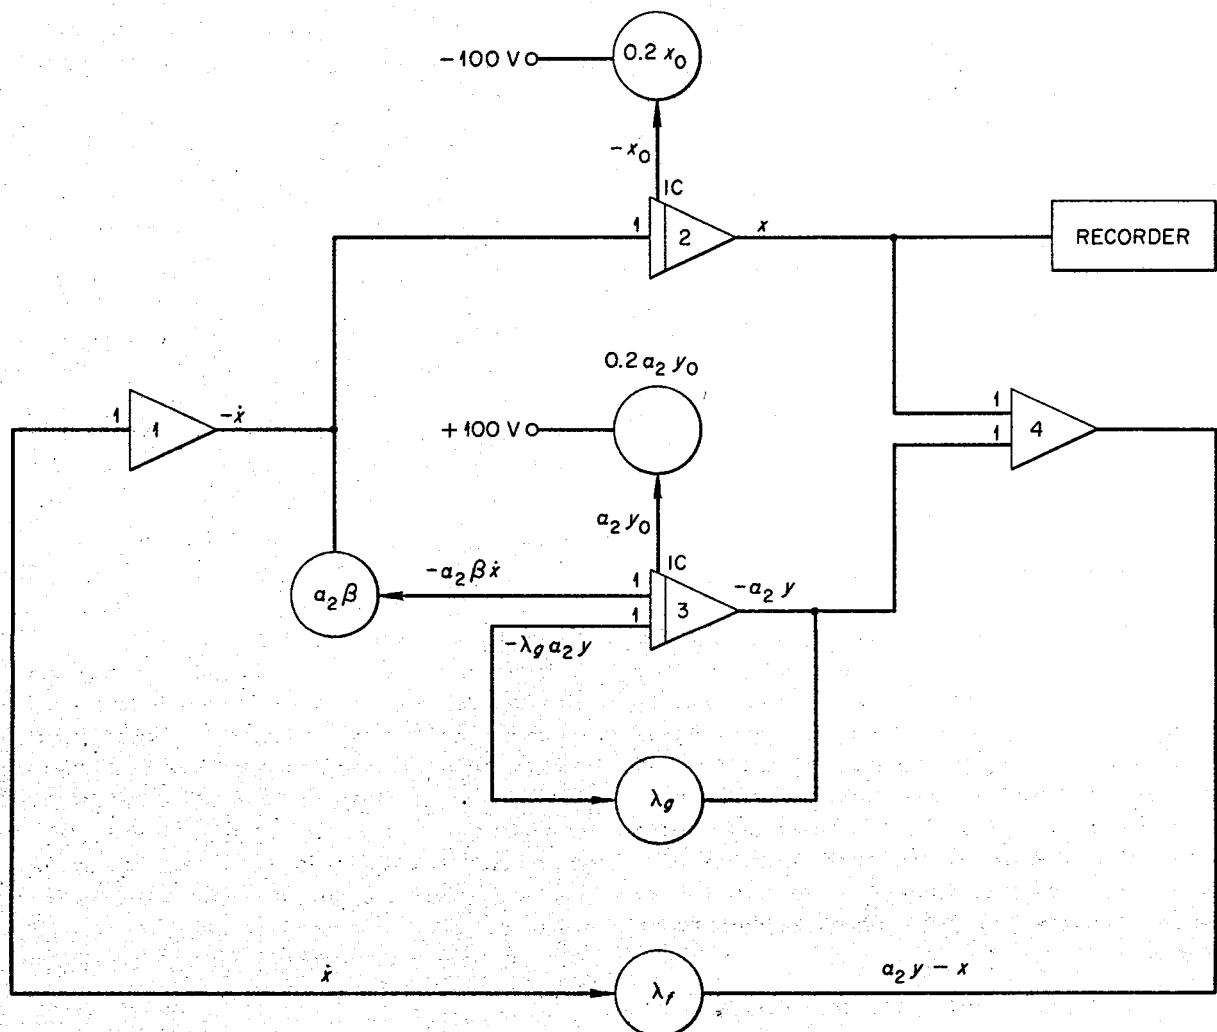 −100 V
0.2 x₀
−x₀
IC
1
2
x
RECORDER
0.2 a₂ y₀
1
1
−ẋ
+100 V
1
1
4
a₂ y₀
IC
a₂β
−a₂βẋ
1
1
3
−a₂ y
−λg a₂ y
λg
ẋ
λf
a₂ y − x